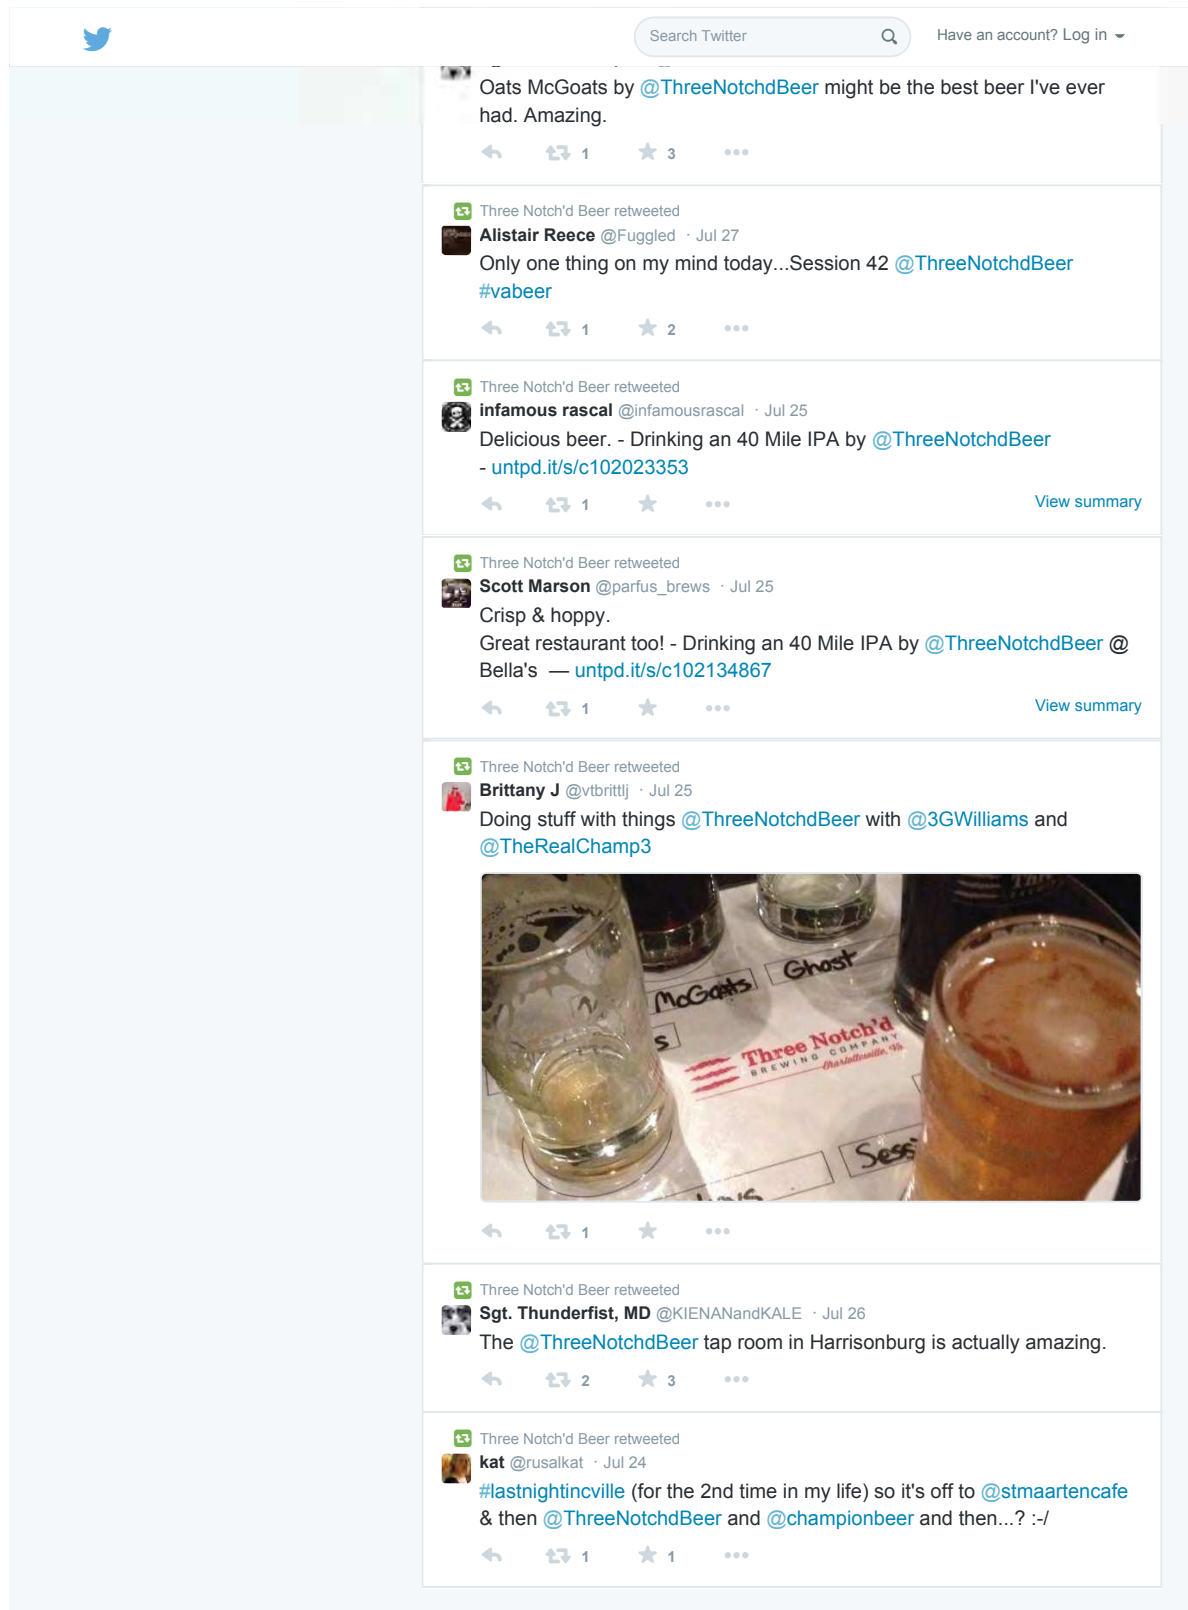 Search Twitter
Have an account? Log in
Oats McGoats by @ThreeNotchdBeer might be the best beer I've ever
had. Amazing.
1 3
Three Notch'd Beer retweeted
Alistair Reece @Fuggled · Jul 27
Only one thing on my mind today...Session 42 @ThreeNotchdBeer
#vabeer
1 2
Three Notch'd Beer retweeted
infamous rascal @infamousrascal · Jul 25
Delicious beer. - Drinking an 40 Mile IPA by @ThreeNotchdBeer
- untpd.it/s/c102023353
1 View summary
Three Notch'd Beer retweeted
Scott Marson @parfus_brews · Jul 25
Crisp & hoppy.
Great restaurant too! - Drinking an 40 Mile IPA by @ThreeNotchdBeer @
Bella's — untpd.it/s/c102134867
1 View summary
Three Notch'd Beer retweeted
Brittany J @vtbrittlj · Jul 25
Doing stuff with things @ThreeNotchdBeer with @3GWilliams and
@TheRealChamp3
Ghost
McGoats
Three Notch'd
BREWING COMPANY
Charlottesville, Va
Sess
1
Three Notch'd Beer retweeted
Sgt. Thunderfist, MD @KIENANandKALE · Jul 26
The @ThreeNotchdBeer tap room in Harrisonburg is actually amazing.
2 3
Three Notch'd Beer retweeted
kat @rusalkat · Jul 24
#lastnightincville (for the 2nd time in my life) so it's off to @stmaartencafe
& then @ThreeNotchdBeer and @championbeer and then...? :-/
1 1